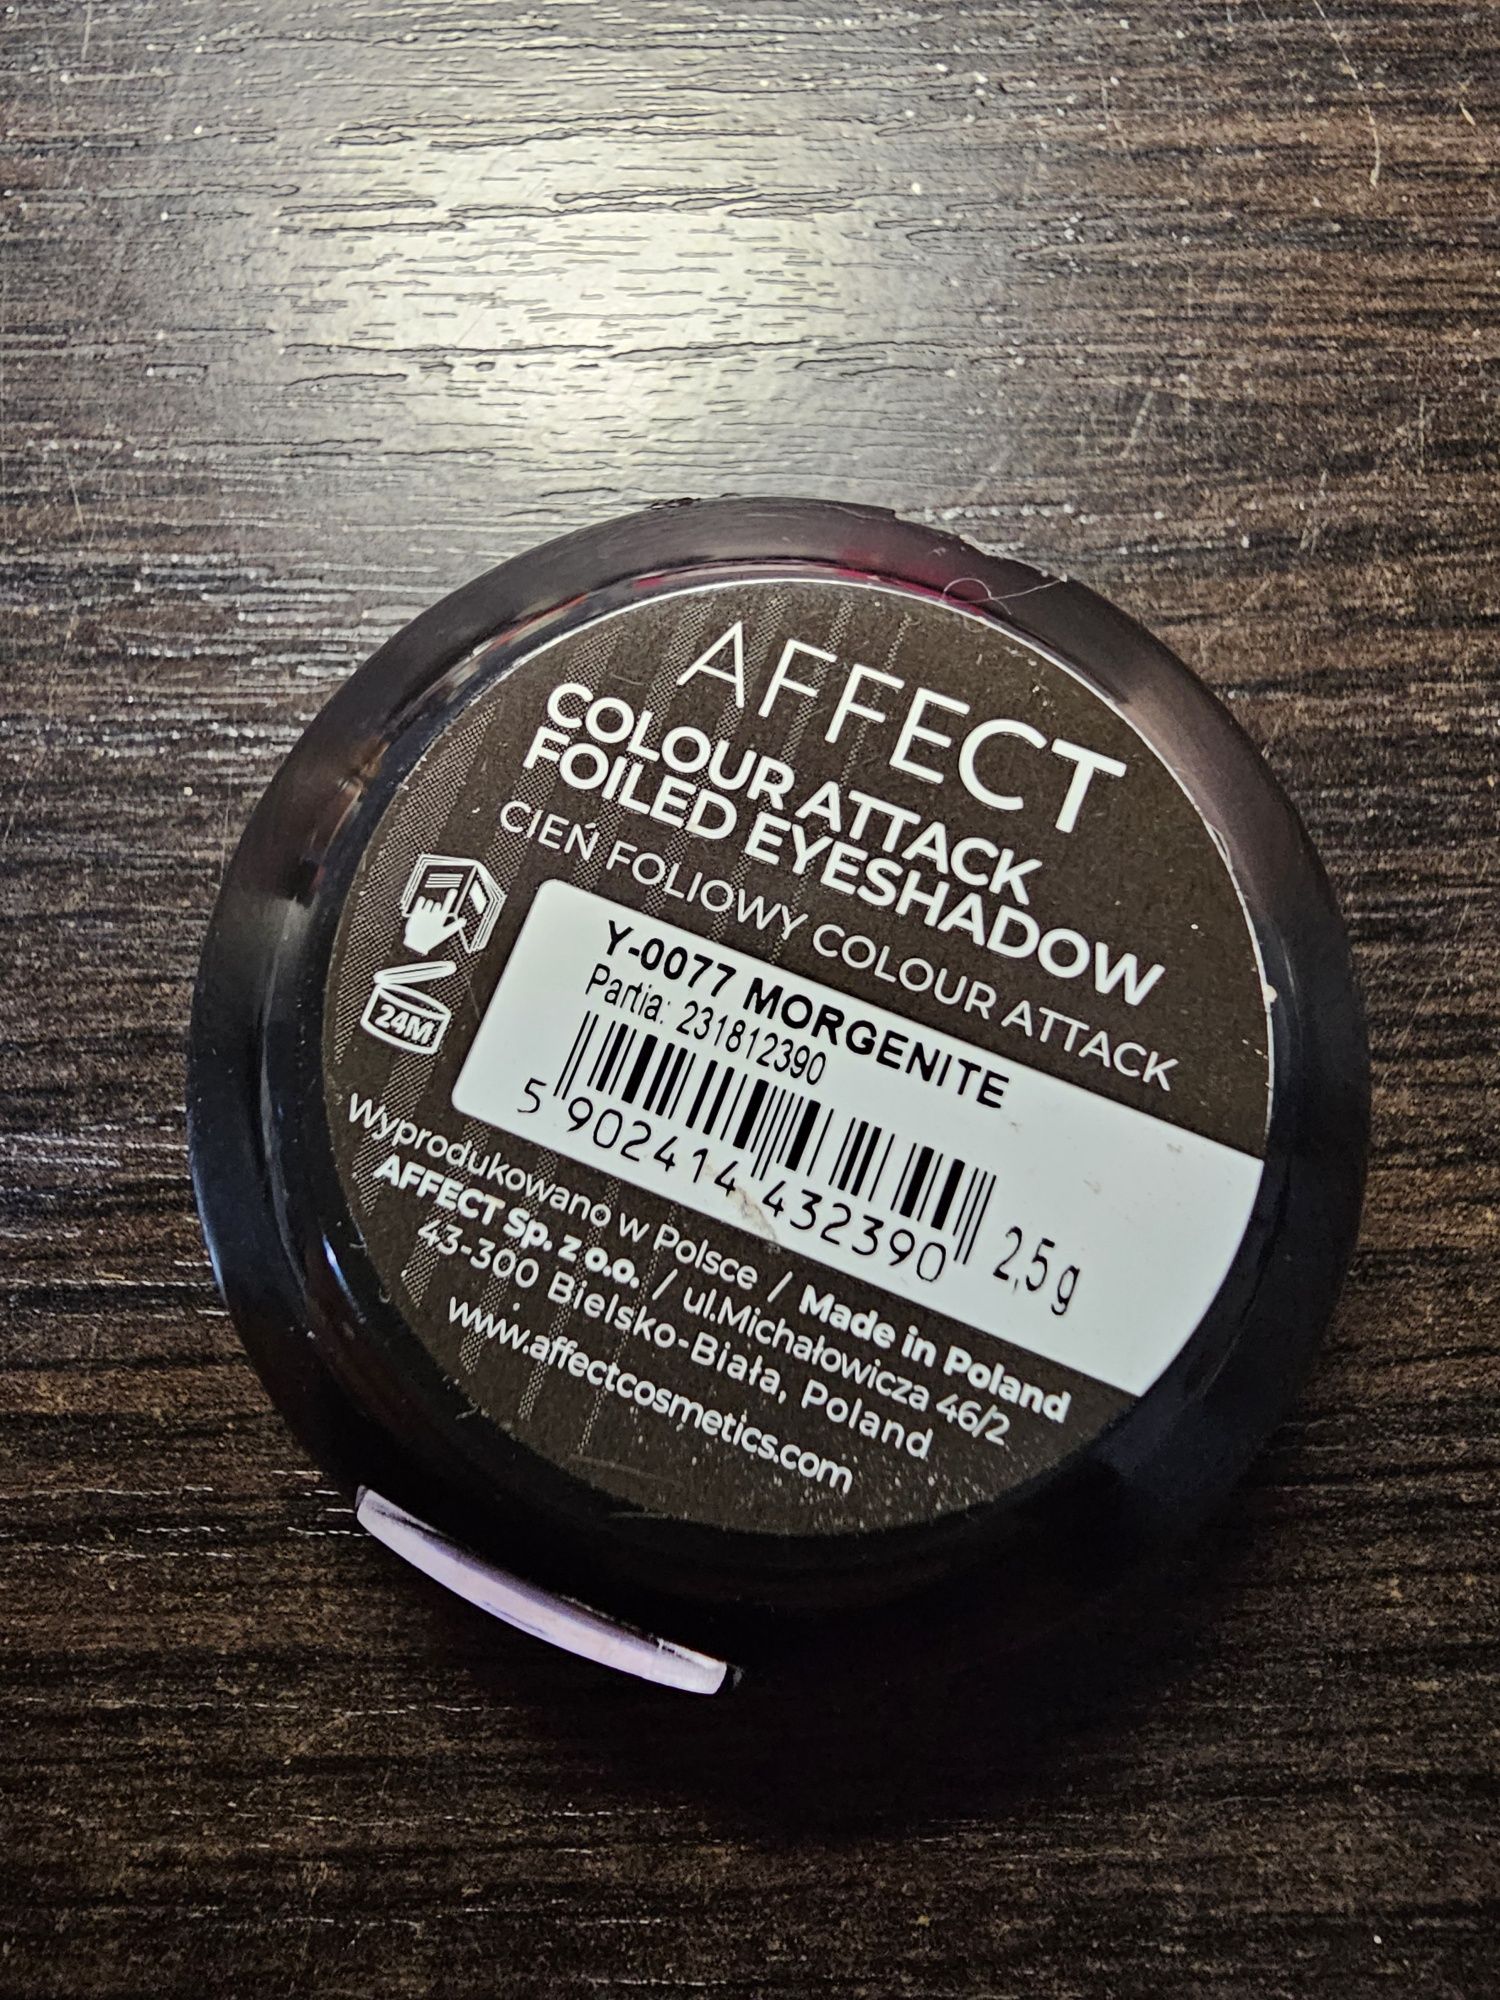 AFFECT
COLOUR ATTACK
FOILED EYESHADOW
CIEŃ FOLIOWY COLOUR ATTACK
Y-0077 MORGENITE
Partia: 231812390
5 902414 432390
2,5 g
24M
Wyprodukowano w Polsce / Made in Poland
AFFECT Sp. z o.o. / ul.Michałowicza 46/2
43-300 Bielsko-Biała, Poland
www.affectcosmetics.com